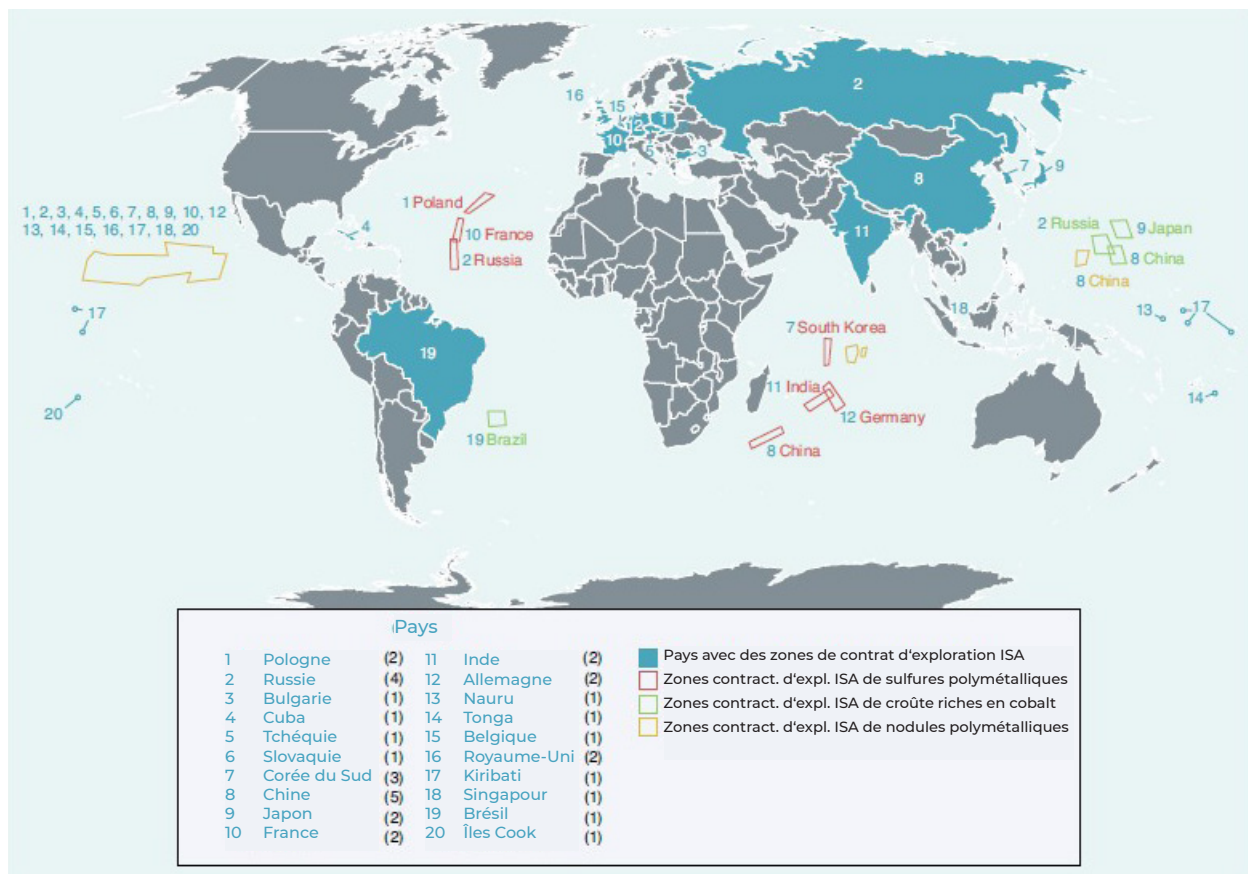 16
15
2
1
10
5
3
2
8
7
9
11
1 Poland
10 France
2 Russia
4
1, 2, 3, 4, 5, 6, 7, 8, 9, 10, 12
13, 14, 15, 16, 17, 18, 20
17
20
19
19 Brazil
7 South Korea
11 India
12 Germany
8 China
18
2 Russia
9 Japan
8 China
8 China
13
17
14
Pays
1 Pologne (2)
2 Russie (4)
3 Bulgarie (1)
4 Cuba (1)
5 Tchéquie (1)
6 Slovaquie (1)
7 Corée du Sud (3)
8 Chine (5)
9 Japon (2)
10 France (2)
11 Inde (2)
12 Allemagne (2)
13 Nauru (1)
14 Tonga (1)
15 Belgique (1)
16 Royaume-Uni (2)
17 Kiribati (1)
18 Singapour (1)
19 Brésil (1)
20 Îles Cook (1)
Pays avec des zones de contrat d'exploration ISA
Zones contract. d'expl. ISA de sulfures polymétalliques
Zones contract. d'expl. ISA de croûte riches en cobalt
Zones contract. d'expl. ISA de nodules polymétalliques